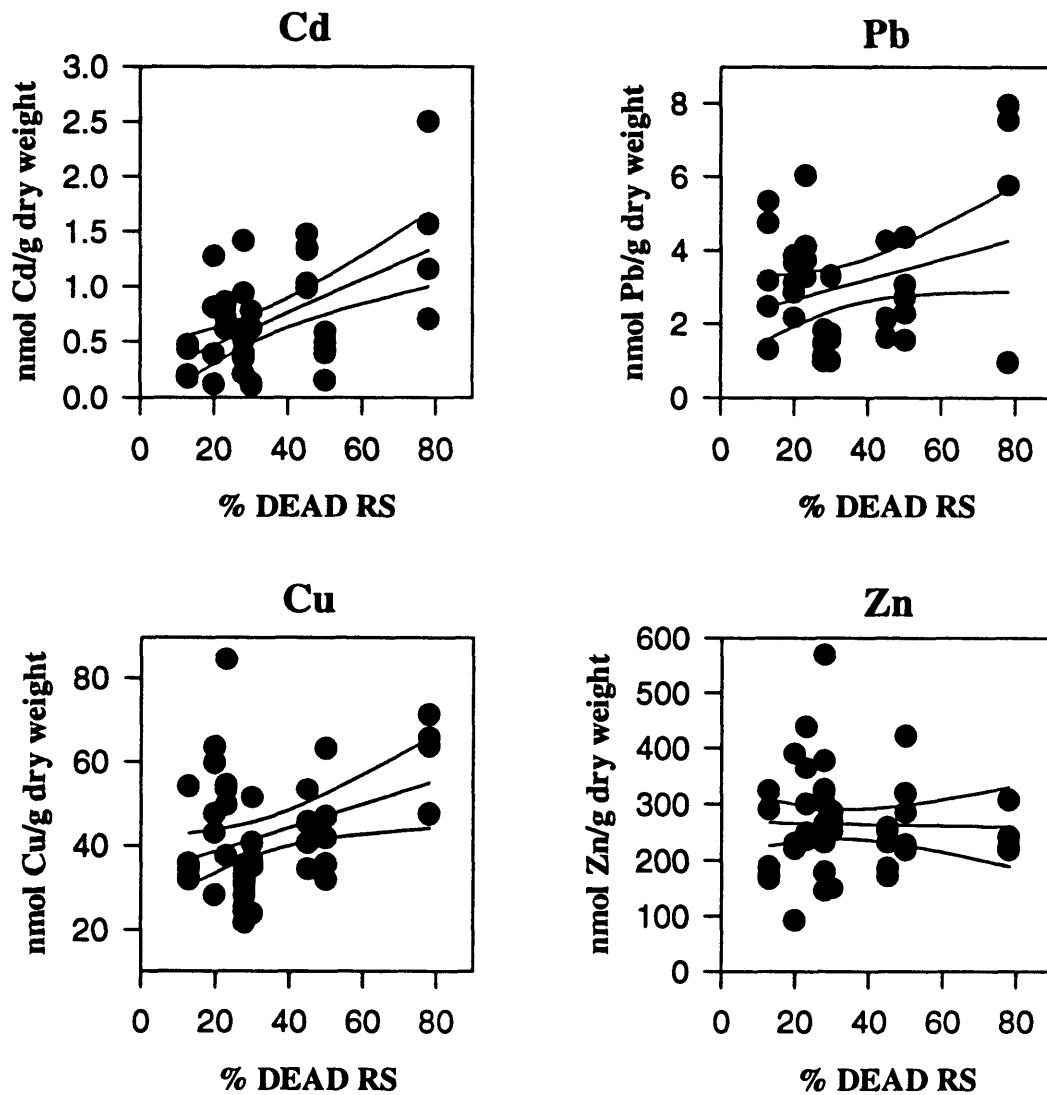 Cd
nmol Cd/g dry weight
3.0
2.5
2.0
1.5
1.0
0.5
0.0
0 20 40 60 80
% DEAD RS
Pb
nmol Pb/g dry weight
8
6
4
2
0
0 20 40 60 80
% DEAD RS
Cu
nmol Cu/g dry weight
80
60
40
20
0 20 40 60 80
% DEAD RS
Zn
nmol Zn/g dry weight
600
500
400
300
200
100
0
0 20 40 60 80
% DEAD RS